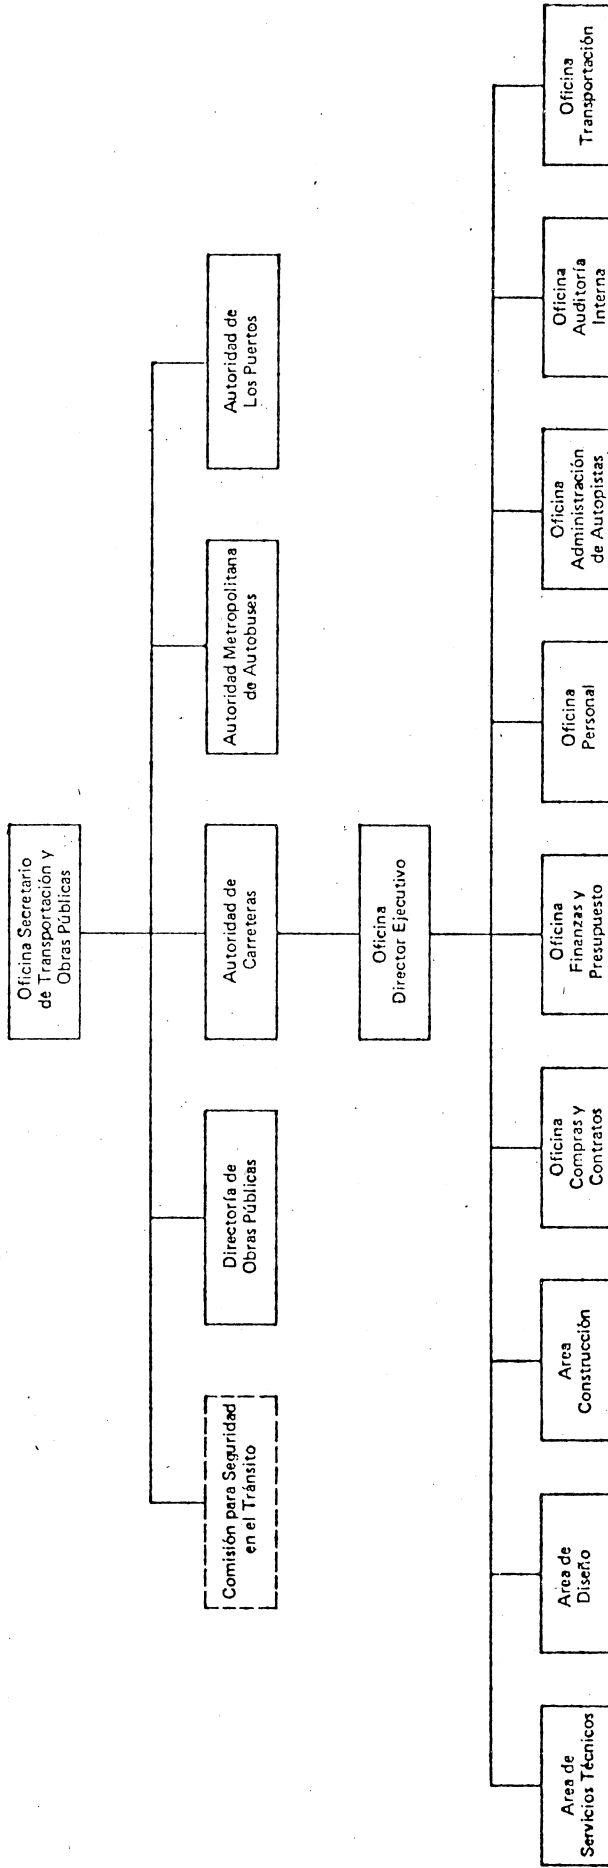 Oficina Secretario
de Transportación y
Obras Públicas
Comisión para Seguridad
en el Tránsito
Directoría de
Obras Públicas
Autoridad de
Carreteras
Autoridad Metropolitana
de Autobuses
Autoridad de
Los Puertos
Oficina
Director Ejecutivo
Area de
Servicios Técnicos
Area de
Diseño
Area
Construcción
Oficina
Compras y
Contratos
Oficina
Finanzas y
Presupuesto
Oficina
Personal
Oficina
Administración
de Autopistas
Oficina
Auditoría
Interna
Oficina
Transportación